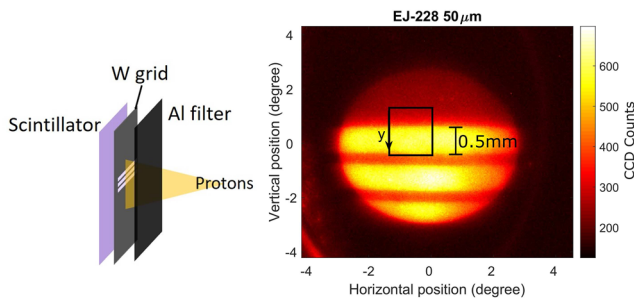 W grid
Al filter
Scintillator
Protons
EJ-228 50μm
Vertical position (degree)
4
2
0
-2
-4
y
0.5mm
-4
-2
0
2
4
Horizontal position (degree)
600
500
400
300
200
CCD Counts